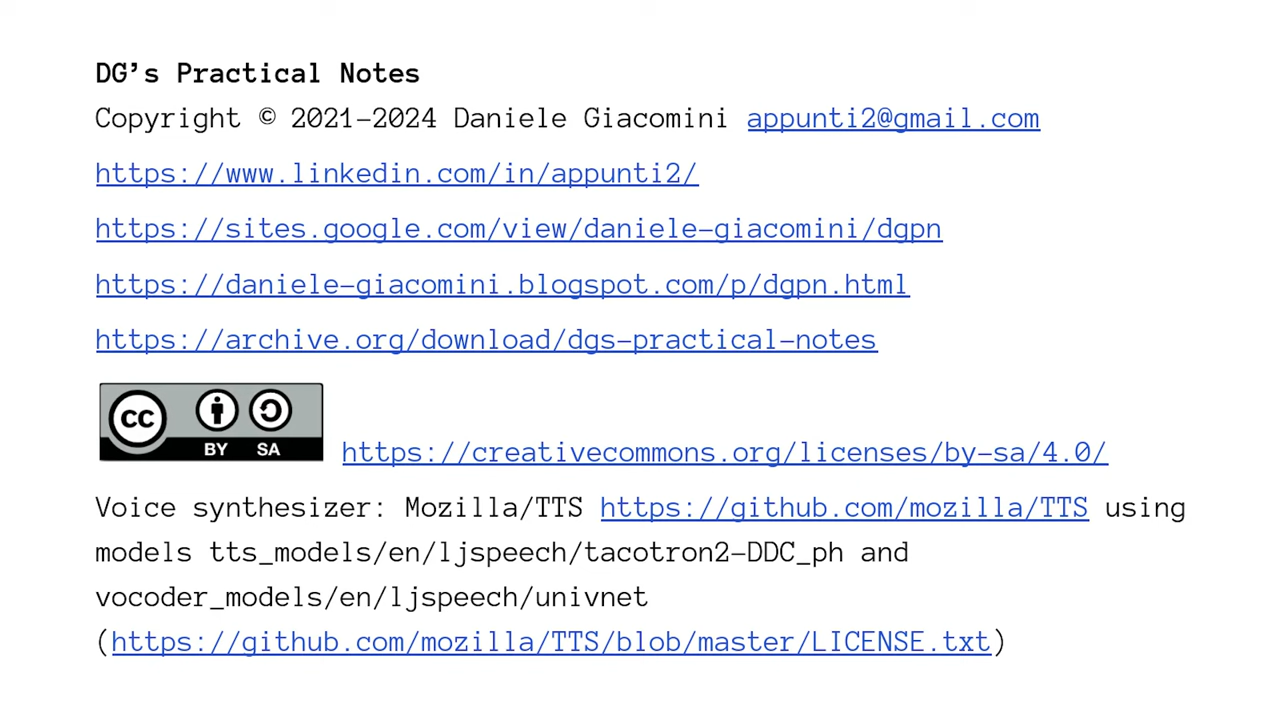 DG’s Practical Notes
Copyright © 2021-2024 Daniele Giacomini appunti2@gmail.com
https://www.linkedin.com/in/appunti2/
https://sites.google.com/view/daniele-giacomini/dgpn
https://daniele-giacomini.blogspot.com/p/dgpn.html
https://archive.org/download/dgs-practical-notes
CC BY SA https://creativecommons.org/licenses/by-sa/4.0/
Voice synthesizer: Mozilla/TTS https://github.com/mozilla/TTS using
models tts_models/en/ljspeech/tacotron2-DDC_ph and
vocoder_models/en/ljspeech/univnet
(https://github.com/mozilla/TTS/blob/master/LICENSE.txt)